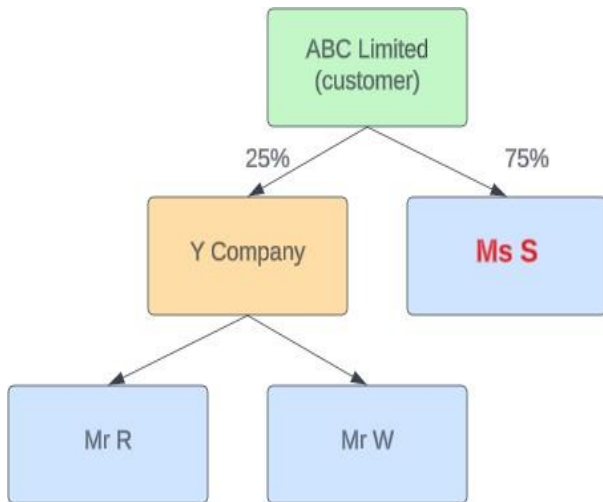 ABC Limited
(customer)
25%
75%
Y Company
Ms S
Mr R
Mr W